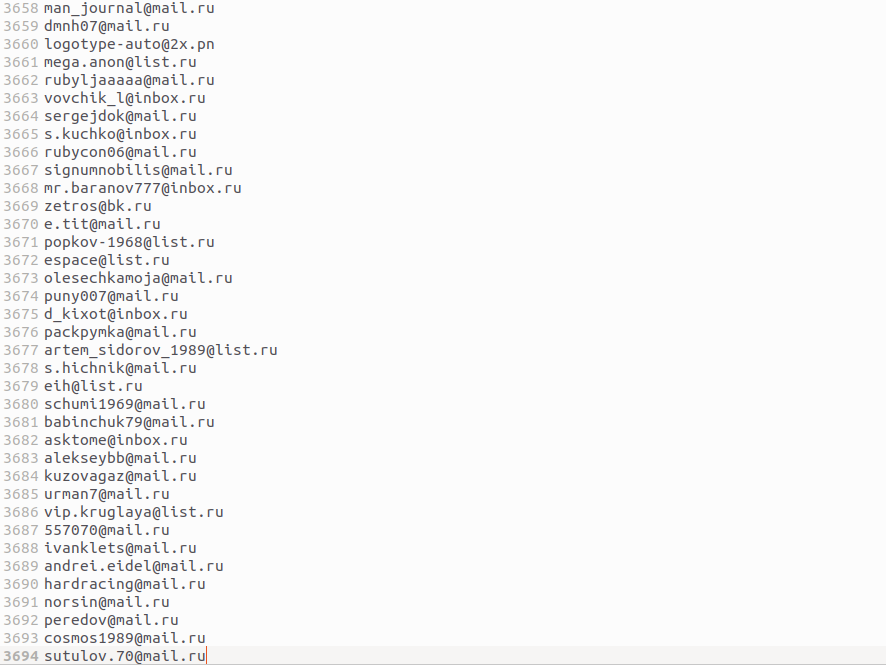 3658 man_journal@mail.ru
3659 dmnh07@mail.ru
3660 logotype-auto@2x.pn
3661 mega.anon@list.ru
3662 rubyljaaaaa@mail.ru
3663 vovchik_l@inbox.ru
3664 sergejdok@mail.ru
3665 s.kuchko@inbox.ru
3666 rubycon06@mail.ru
3667 signumnobilis@mail.ru
3668 mr.baranov777@inbox.ru
3669 zetros@bk.ru
3670 e.tit@mail.ru
3671 popkov-1968@list.ru
3672 espace@list.ru
3673 olesechkamoja@mail.ru
3674 puny007@mail.ru
3675 d_kixot@inbox.ru
3676 packpymka@mail.ru
3677 artem_sidorov_1989@list.ru
3678 s.hichnik@mail.ru
3679 eih@list.ru
3680 schumi1969@mail.ru
3681 babinchuk79@mail.ru
3682 asktome@inbox.ru
3683 alekseybb@mail.ru
3684 kuzovagaz@mail.ru
3685 urman7@mail.ru
3686 vip.kruglaya@list.ru
3687 557070@mail.ru
3688 ivanklets@mail.ru
3689 andrei.eidel@mail.ru
3690 hardracing@mail.ru
3691 norsin@mail.ru
3692 peredov@mail.ru
3693 cosmos1989@mail.ru
3694 sutulov.70@mail.ru